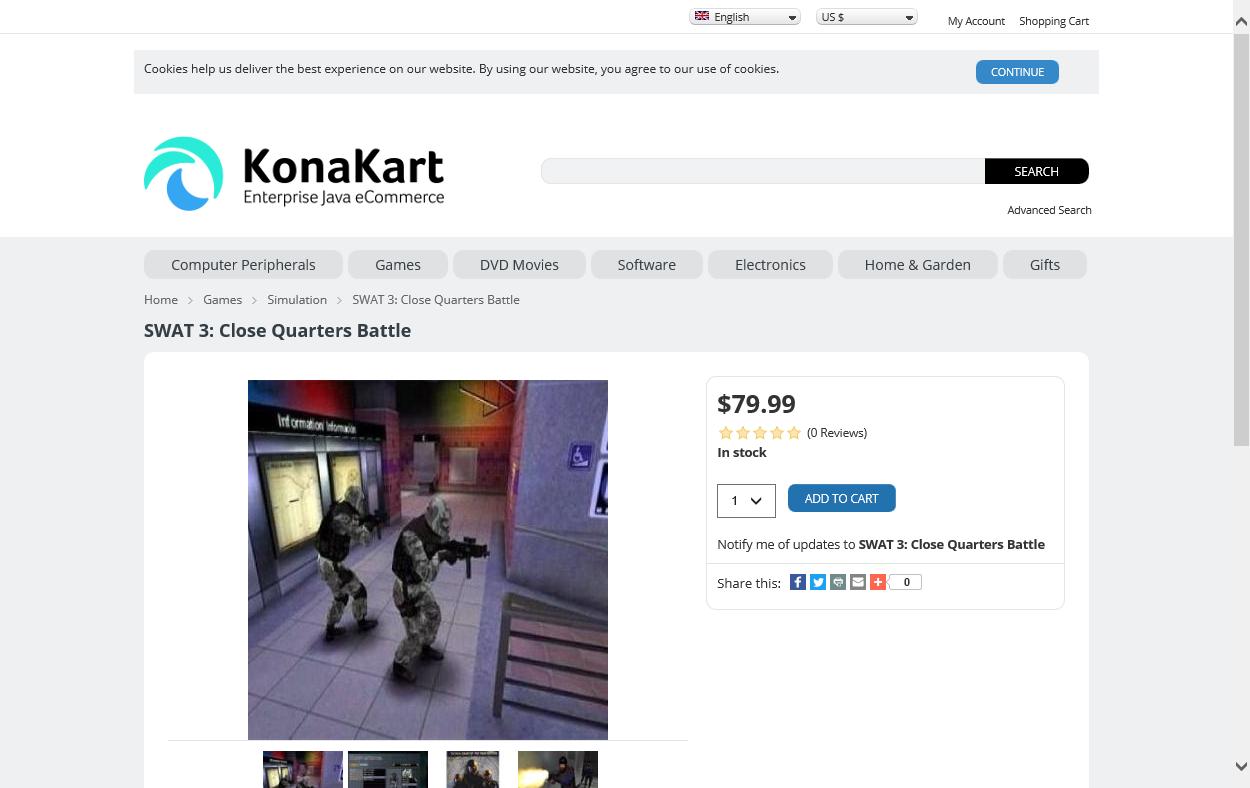 English
US $
My Account
Shopping Cart
Cookies help us deliver the best experience on our website. By using our website, you agree to our use of cookies.
CONTINUE
KonaKart
Enterprise Java eCommerce
SEARCH
Advanced Search
Computer Peripherals
Games
DVD Movies
Software
Electronics
Home & Garden
Gifts
Home
Games
Simulation
SWAT 3: Close Quarters Battle
SWAT 3: Close Quarters Battle
Information Información
$79.99
(0 Reviews)
In stock
1
ADD TO CART
Notify me of updates to SWAT 3: Close Quarters Battle
Share this:
0